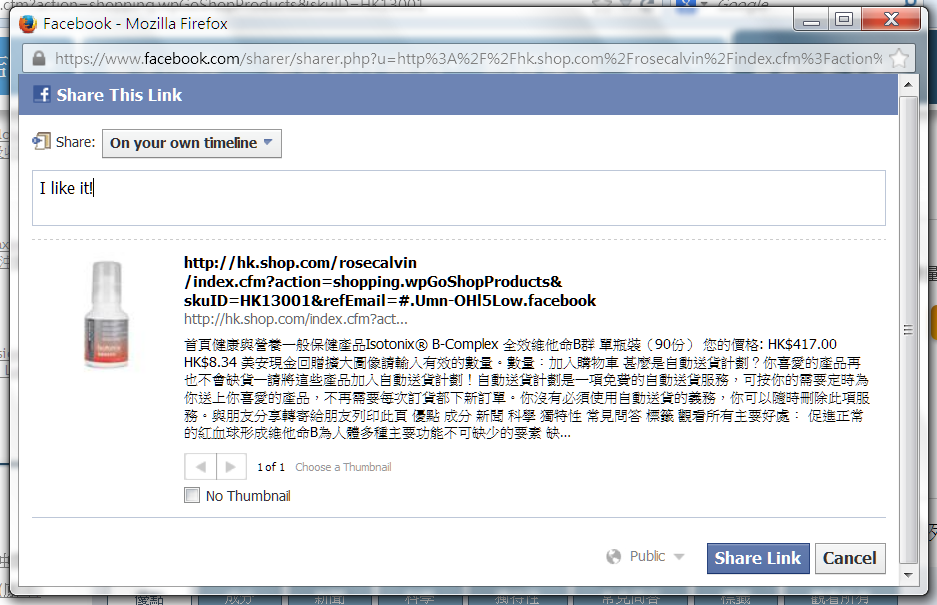 Facebook - Mozilla Firefox
https://www.facebook.com/sharer/sharer.php?u=http%3A%2F%2Fhk.shop.com%2Frosecalvin%2Findex.cfm%3Faction%
Share This Link
Share: On your own timeline
I like it!
http://hk.shop.com/rosecalvin
/index.cfm?action=shopping.wpGoShopProducts&
skuID=HK13001&refEmail=#.Umn-OHl5Low.facebook
http://hk.shop.com/index.cfm?act...
首頁健康與營養一般保健產品Isotonix® B-Complex 全效維他命B群 單瓶裝（90份） 您的價格: HK$417.00
HK$8.34 美安現金回贈擴大圖像請輸入有效的數量。數量：加入購物車 甚麼是自動送貨計劃？你喜愛的產品再
也不會缺貨—請將這些產品加入自動送貨計劃！自動送貨計劃是一項免費的自動送貨服務，可按你的需要定時為
你送上你喜愛的產品，不再需要每次訂貨都下新訂單。你沒有必須使用自動送貨的義務，你可以隨時刪除此項服
務。與朋友分享轉寄給朋友列印此頁 優點 成分 新聞 科學 獨特性 常見問答 標籤 觀看所有主要好處： 促進正常
的紅血球形成維他命B為人體多種主要功能不可缺少的要素 缺...
1 of 1 Choose a Thumbnail
No Thumbnail
Public Share Link Cancel